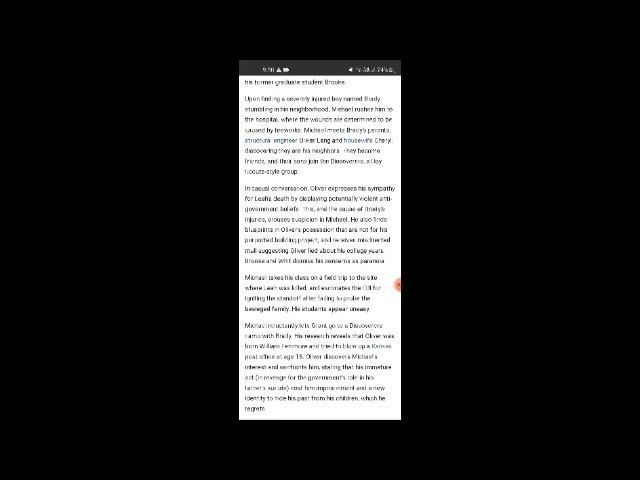 his former graduate student Brooke.
Upon finding a severely injured boy named Brady
stumbling in his neighborhood, Michael rushes him to
the hospital, where the wounds are determined to be
caused by fireworks. Michael meets Brady's parents,
structural engineer Oliver Lang and housewife Cheryl,
discovering they are his neighbors. They become
friends, and their sons join the Discoverers, a Boy
Scouts-style group.
In casual conversation, Oliver expresses his sympathy
for Leah's death by displaying potentially violent anti-
government beliefs. This, and the cause of Brady's
injuries, arouses suspicion in Michael. He also finds
blueprints in Oliver's possession that are not for his
purported building project, and receives misdirected
mail suggesting Oliver lied about his college years.
Brooke and Whit dismiss his concerns as paranoia.
Michael takes his class on a field trip to the site
where Leah was killed, and excoriates the FBI for
igniting the standoff after failing to probe the
besieged family. His students appear uneasy.
Michael reluctantly lets Grant go to a Discoverers
camp with Brady. His research reveals that Oliver was
born William Fenimore and tried to blow up a Kansas
post office at age 16. Oliver discovers Michael's
interest and confronts him, stating that his immature
act (in revenge for the government's role in his
father's suicide) cost him imprisonment and a new
identity to hide his past from his children, which he
regrets.